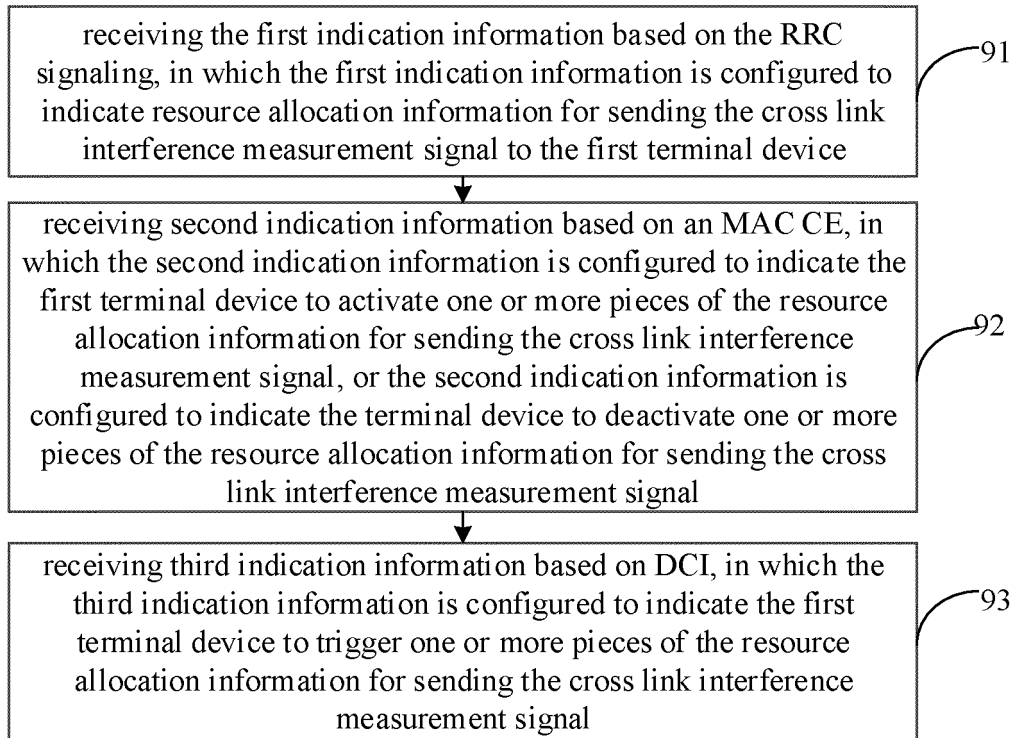 receiving the first indication information based on the RRC
signaling, in which the first indication information is configured to
indicate resource allocation information for sending the cross link
interference measurement signal to the first terminal device
91
receiving second indication information based on an MAC CE, in
which the second indication information is configured to indicate the
first terminal device to activate one or more pieces of the resource
allocation information for sending the cross link interference
measurement signal, or the second indication information is
configured to indicate the terminal device to deactivate one or more
pieces of the resource allocation information for sending the cross
link interference measurement signal
92
receiving third indication information based on DCI, in which the
third indication information is configured to indicate the first
terminal device to trigger one or more pieces of the resource
allocation information for sending the cross link interference
measurement signal
93